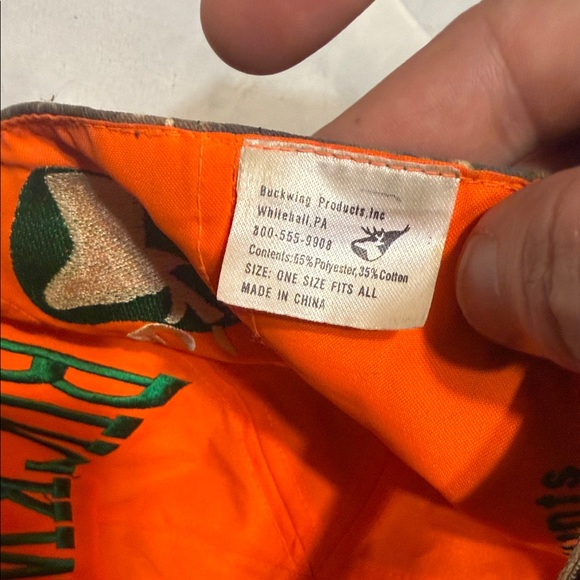 Buckwing Products,Inc
Whitehall,PA
800-555-9908
Contents:65%Polyester,35%Cotton
SIZE: ONE SIZE FITS ALL
MADE IN CHINA